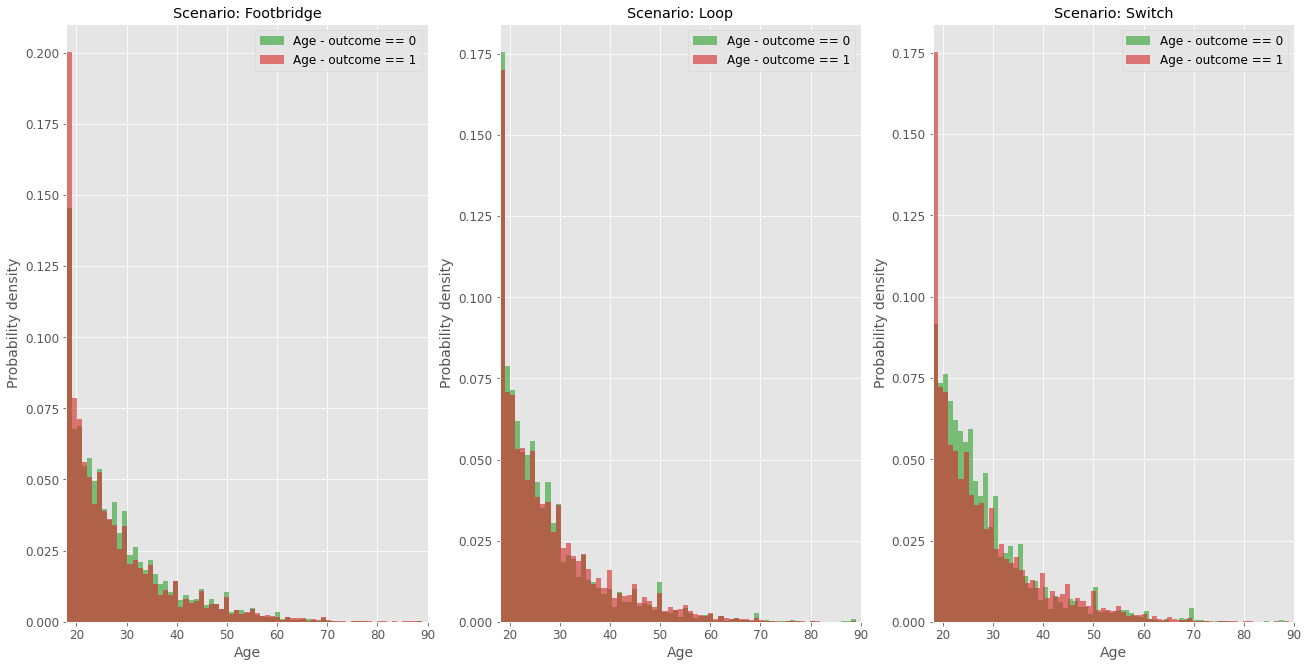 Scenario: Footbridge
Age - outcome == 0
Age - outcome == 1
0.200
0.175
0.150
0.125
0.100
0.075
0.050
0.025
0.000
Probability density
20 30 40 50 60 70 80 90
Age
Scenario: Loop
Age - outcome == 0
Age - outcome == 1
0.175
0.150
0.125
0.100
0.075
0.050
0.025
0.000
Probability density
20 30 40 50 60 70 80 90
Age
Scenario: Switch
Age - outcome == 0
Age - outcome == 1
0.175
0.150
0.125
0.100
0.075
0.050
0.025
0.000
Probability density
20 30 40 50 60 70 80 90
Age